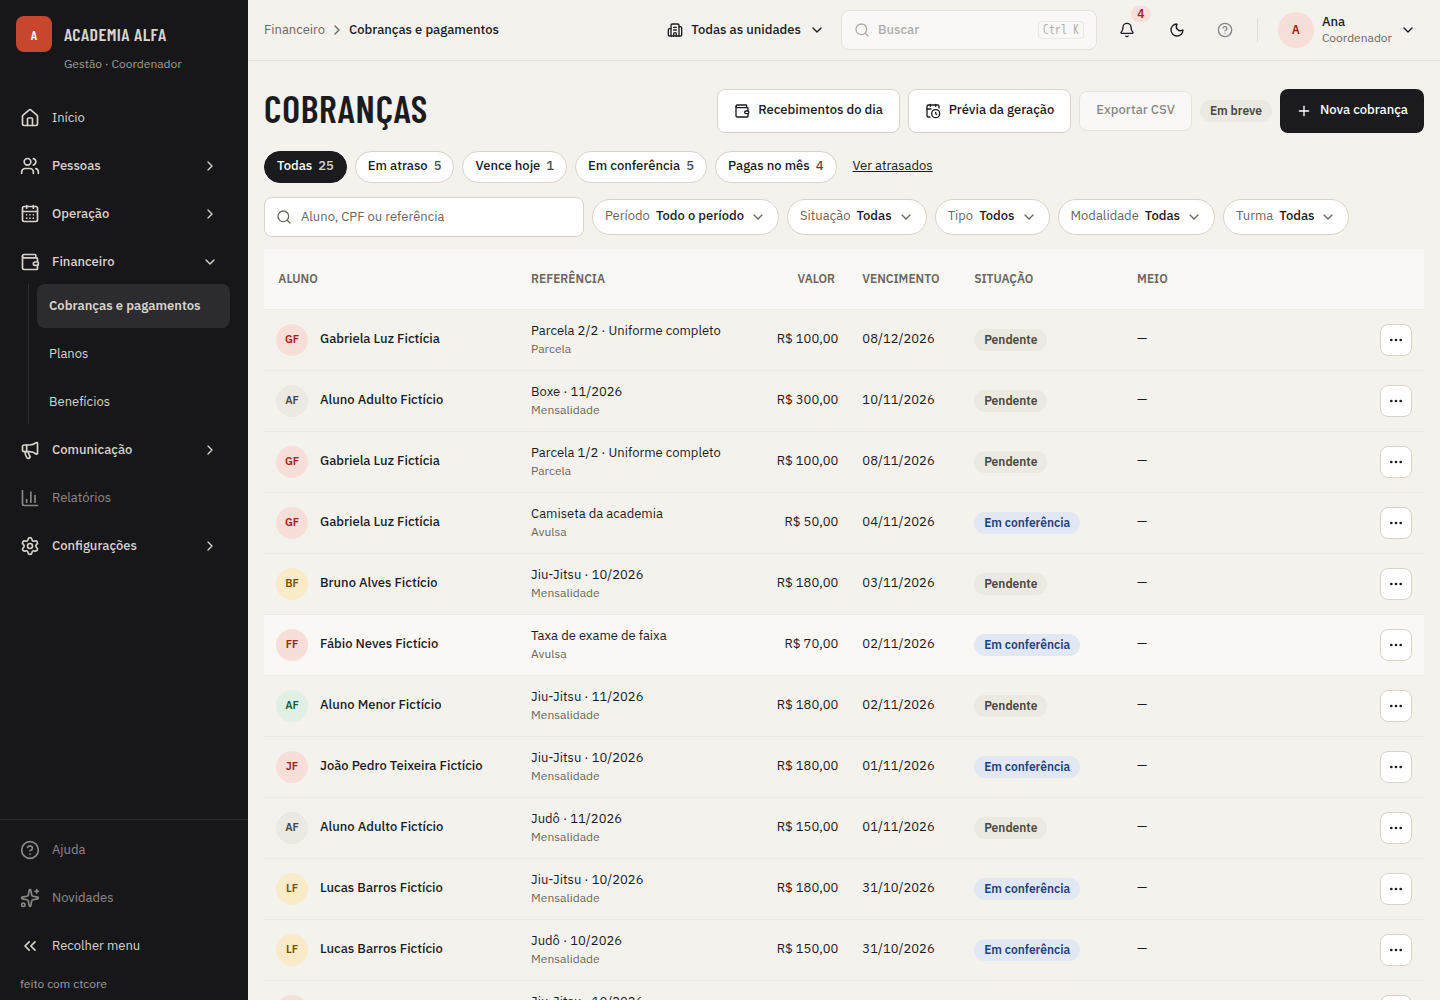 A ACADEMIA ALFA
Gestão · Coordenador
Início
Pessoas
Operação
Financeiro
Cobranças e pagamentos
Planos
Benefícios
Comunicação
Relatórios
Configurações
Ajuda
Novidades
Recolher menu
feito com ctcore
Financeiro > Cobranças e pagamentos
Todas as unidades
Buscar Ctrl K
4
A
Ana
Coordenador
COBRANÇAS
Recebimentos do dia
Prévia da geração
Exportar CSV
Em breve
+ Nova cobrança
Todas 25
Em atraso 5
Vence hoje 1
Em conferência 5
Pagas no mês 4
Ver atrasados
Aluno, CPF ou referência
Período Todo o período
Situação Todas
Tipo Todos
Modalidade Todas
Turma Todas
ALUNO REFERÊNCIA VALOR VENCIMENTO SITUAÇÃO MEIO
GF Gabriela Luz Fictícia Parcela 2/2 · Uniforme completo R$ 100,00 08/12/2026 Pendente —
Parcela
AF Aluno Adulto Fictício Boxe · 11/2026 R$ 300,00 10/11/2026 Pendente —
Mensalidade
GF Gabriela Luz Fictícia Parcela 1/2 · Uniforme completo R$ 100,00 08/11/2026 Pendente —
Parcela
GF Gabriela Luz Fictícia Camiseta da academia R$ 50,00 04/11/2026 Em conferência —
Avulsa
BF Bruno Alves Fictício Jiu-Jitsu · 10/2026 R$ 180,00 03/11/2026 Pendente —
Mensalidade
FF Fábio Neves Fictício Taxa de exame de faixa R$ 70,00 02/11/2026 Em conferência —
Avulsa
AF Aluno Menor Fictício Jiu-Jitsu · 11/2026 R$ 180,00 02/11/2026 Pendente —
Mensalidade
JF João Pedro Teixeira Fictício Jiu-Jitsu · 10/2026 R$ 180,00 01/11/2026 Em conferência —
Mensalidade
AF Aluno Adulto Fictício Judô · 11/2026 R$ 150,00 01/11/2026 Pendente —
Mensalidade
LF Lucas Barros Fictício Jiu-Jitsu · 10/2026 R$ 180,00 31/10/2026 Em conferência —
Mensalidade
LF Lucas Barros Fictício Judô · 10/2026 R$ 150,00 31/10/2026 Em conferência —
Mensalidade